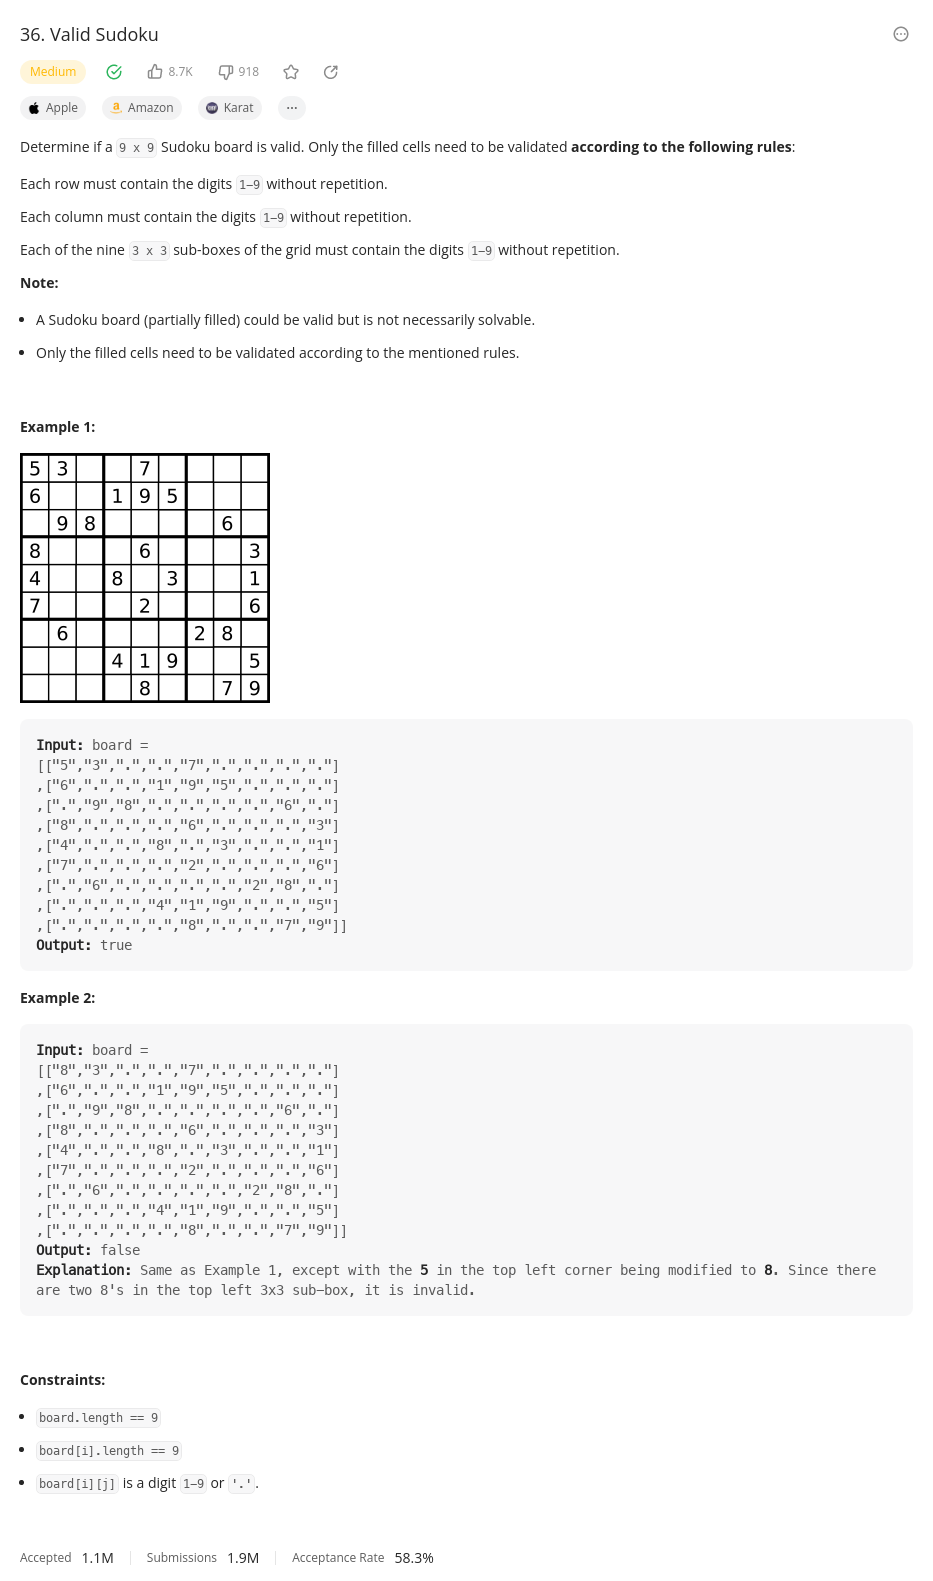 36. Valid Sudoku
Medium 8.7K 918
Apple Amazon Karat ...
Determine if a 9 x 9 Sudoku board is valid. Only the filled cells need to be validated according to the following rules:
Each row must contain the digits 1-9 without repetition.
Each column must contain the digits 1-9 without repetition.
Each of the nine 3 x 3 sub-boxes of the grid must contain the digits 1-9 without repetition.
Note:
• A Sudoku board (partially filled) could be valid but is not necessarily solvable.
• Only the filled cells need to be validated according to the mentioned rules.
Example 1:
5 3 7
6 1 9 5
9 8 6
8 6 3
4 8 3 1
7 2 6
6 2 8
4 1 9 5
8 7 9
Input: board =
[["5","3",".",".","7",".",".",".","."]
,["6",".",".","1","9","5",".",".","."]
,[".","9","8",".",".",".",".","6","."]
,["8",".",".",".","6",".",".",".","3"]
,["4",".",".","8",".","3",".",".","1"]
,["7",".",".",".","2",".",".",".","6"]
,[".","6",".",".",".",".","2","8","."]
,[".",".",".","4","1","9",".",".","5"]
,[".",".",".",".","8",".",".","7","9"]]
Output: true
Example 2:
Input: board =
[["8","3",".",".","7",".",".",".","."]
,["6",".",".","1","9","5",".",".","."]
,[".","9","8",".",".",".",".","6","."]
,["8",".",".",".","6",".",".",".","3"]
,["4",".",".","8",".","3",".",".","1"]
,["7",".",".",".","2",".",".",".","6"]
,[".","6",".",".",".",".","2","8","."]
,[".",".",".","4","1","9",".",".","5"]
,[".",".",".",".","8",".",".","7","9"]]
Output: false
Explanation: Same as Example 1, except with the 5 in the top left corner being modified to 8. Since there
are two 8's in the top left 3x3 sub-box, it is invalid.
Constraints:
• board.length == 9
• board[i].length == 9
• board[i][j] is a digit 1-9 or '.'.
Accepted 1.1M Submissions 1.9M Acceptance Rate 58.3%